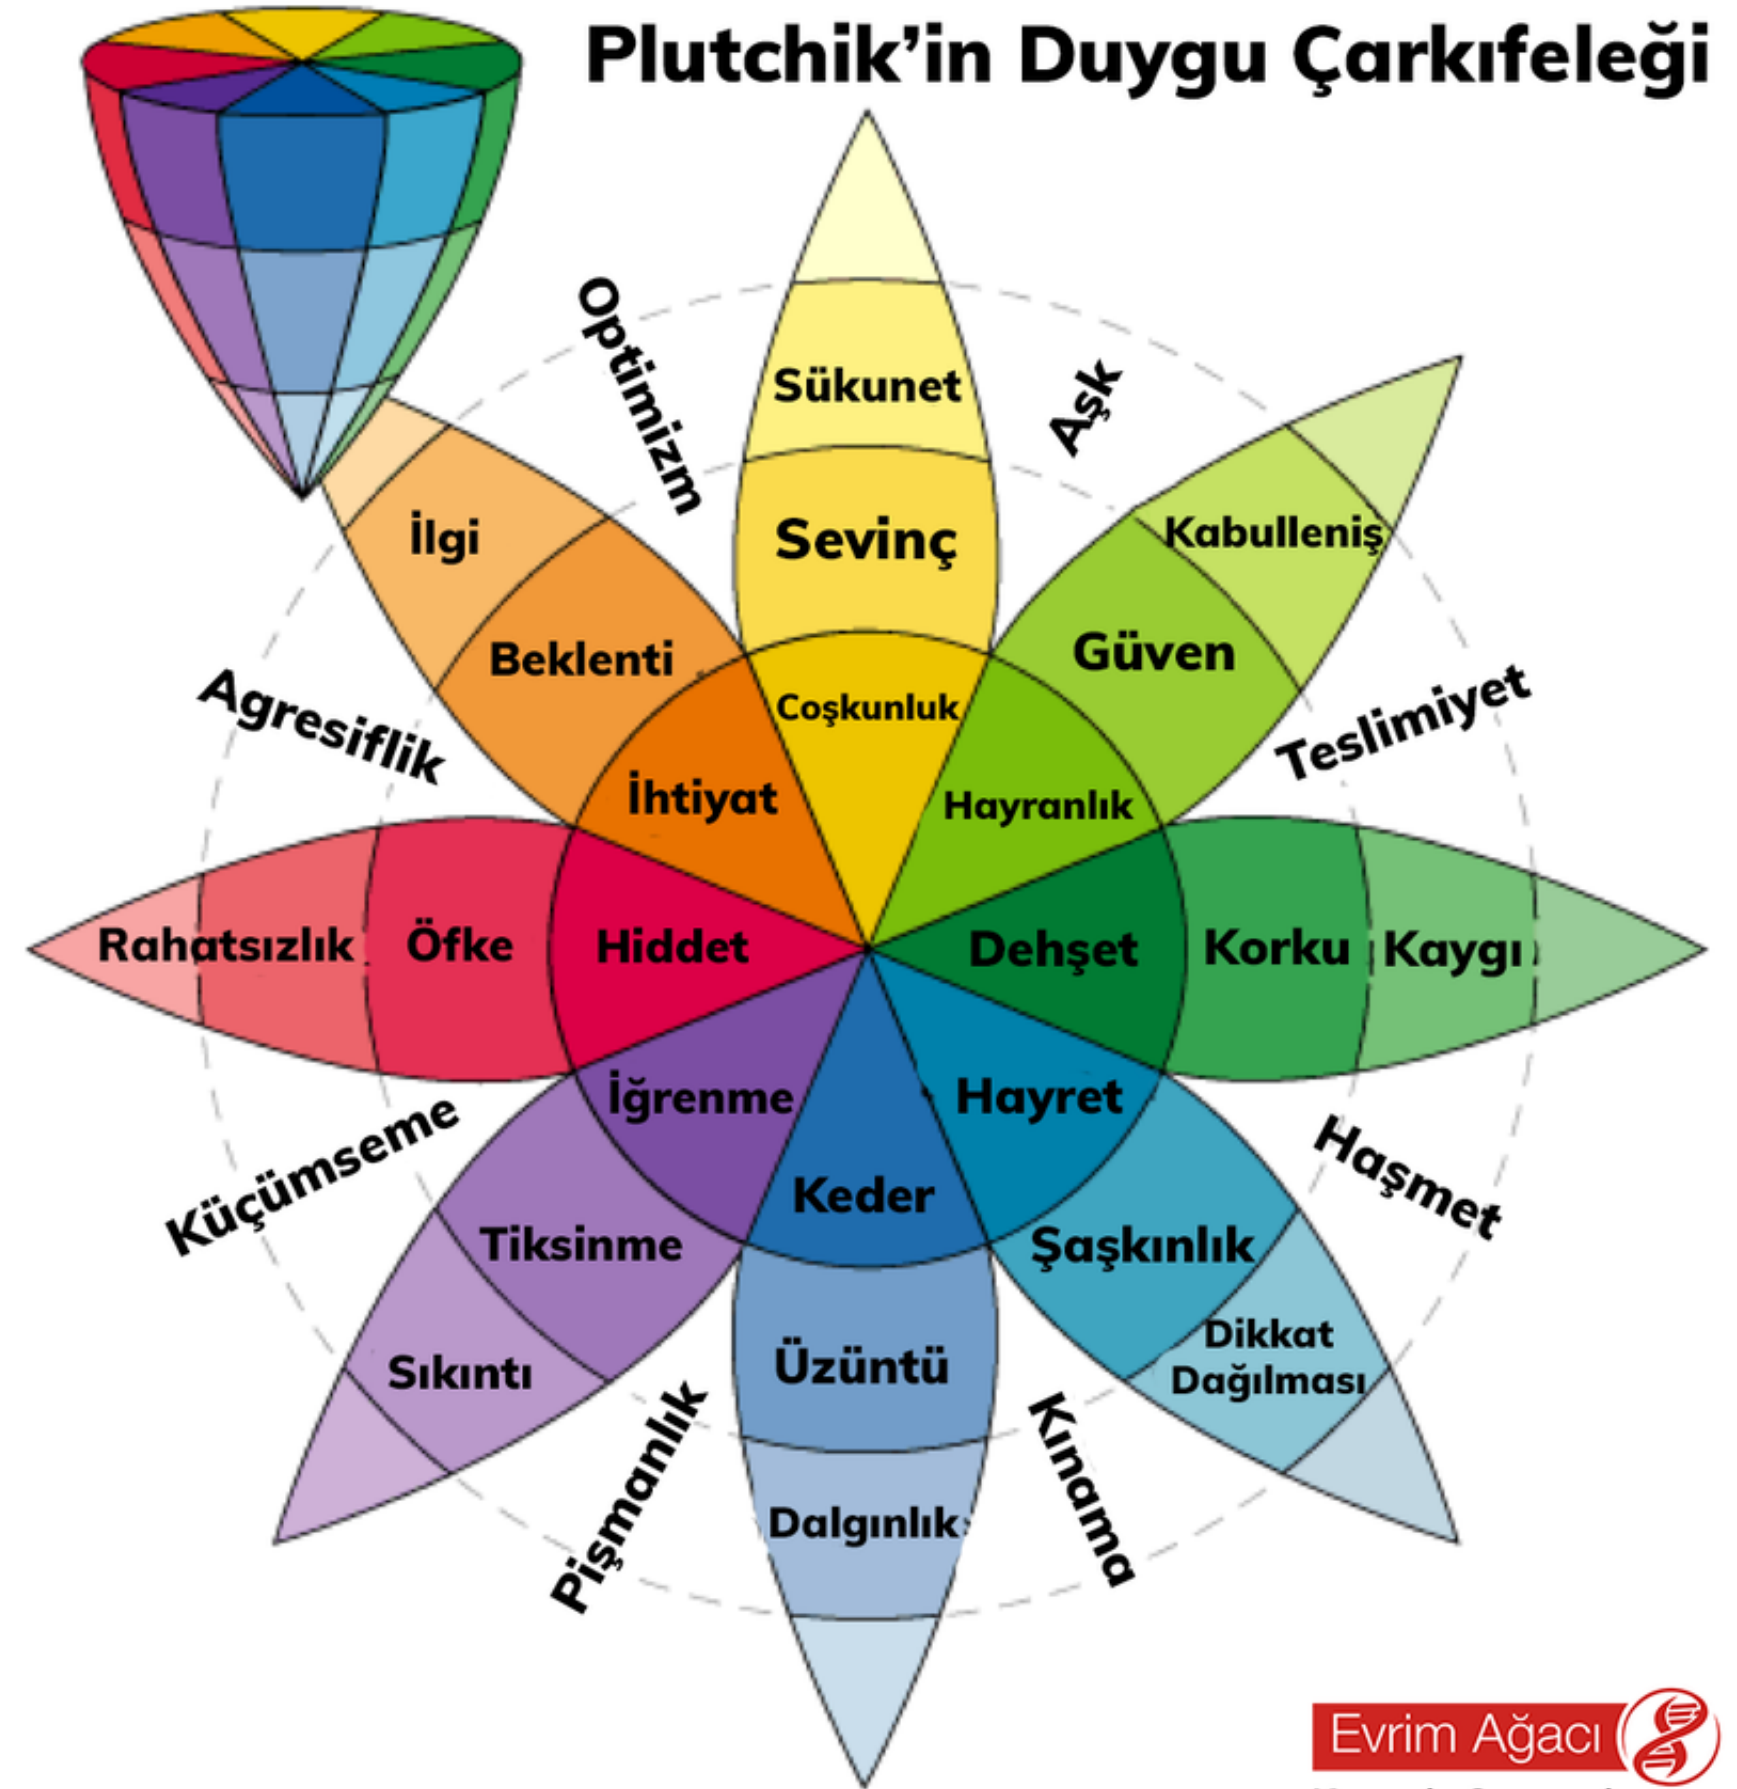 Plutchik’in Duygu Çarkıfeleği
Optimizm
Aşk
Sükunet
İlgi
Sevinç
Kabulleniş
Beklenti
Güven
Agresiflik
Teslimiyet
Coşkunluk
İhtiyat
Hayranlık
Rahatsızlık
Öfke
Hiddet
Dehşet
Korku
Kaygı
İğrenme
Hayret
Küçümseme
Haşmet
Keder
Tiksinme
Şaşkınlık
Sıkıntı
Üzüntü
Dikkat
Dağılması
Pişmanlık
Kınama
Dalgınlık
Evrim Ağacı